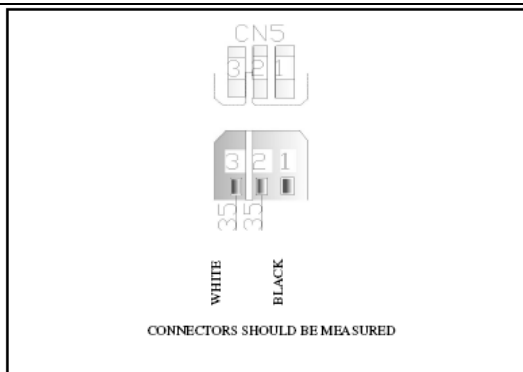 CN5
3 2 1
3 2 1
35 35
WHITE BLACK
CONNECTORS SHOULD BE MEASURED